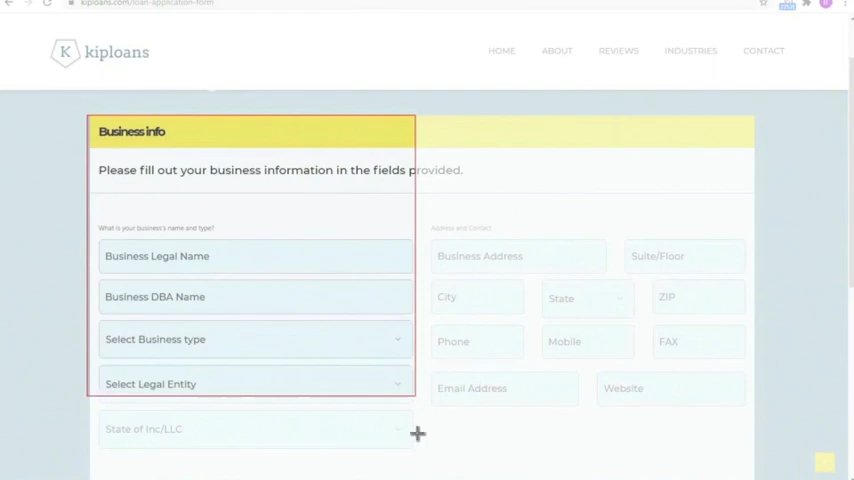 kiploans.com/loan-application-form
K kiploans
HOME ABOUT REVIEWS INDUSTRIES CONTACT
Business info
Please fill out your business information in the fields provided.
What is your business's name and type?
Business Legal Name
Business DBA Name
Select Business type
Select Legal Entity
State of Inc/LLC
Address and Contact
Business Address Suite/Floor
City State ZIP
Phone Mobile FAX
Email Address Website